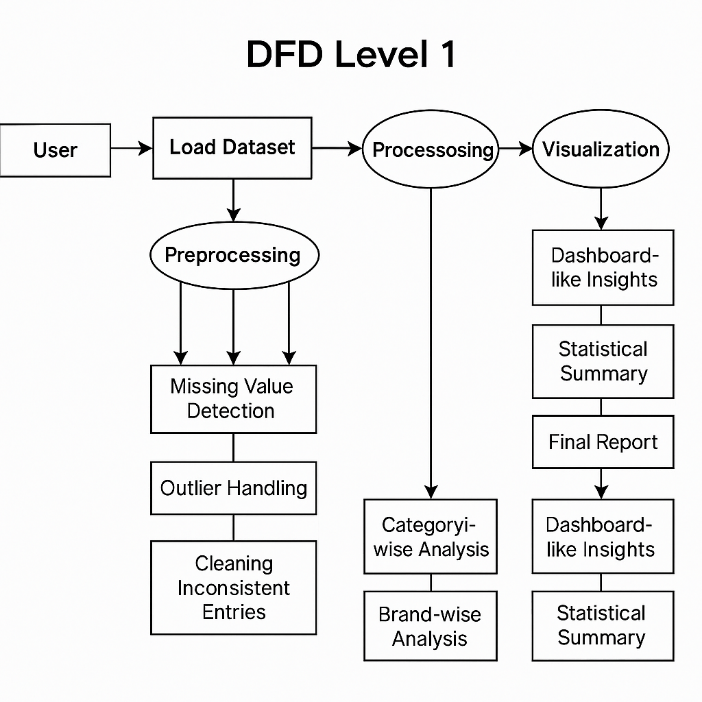 DFD Level 1
User
Load Dataset
Processosing
Visualization
Preprocessing
Missing Value
Detection
Outlier Handling
Cleaning
Inconsistent
Entries
Categoryi-
wise Analysis
Brand-wise
Analysis
Dashboard-
like Insights
Statistical
Summary
Final Report
Dashboard-
like Insights
Statistical
Summary